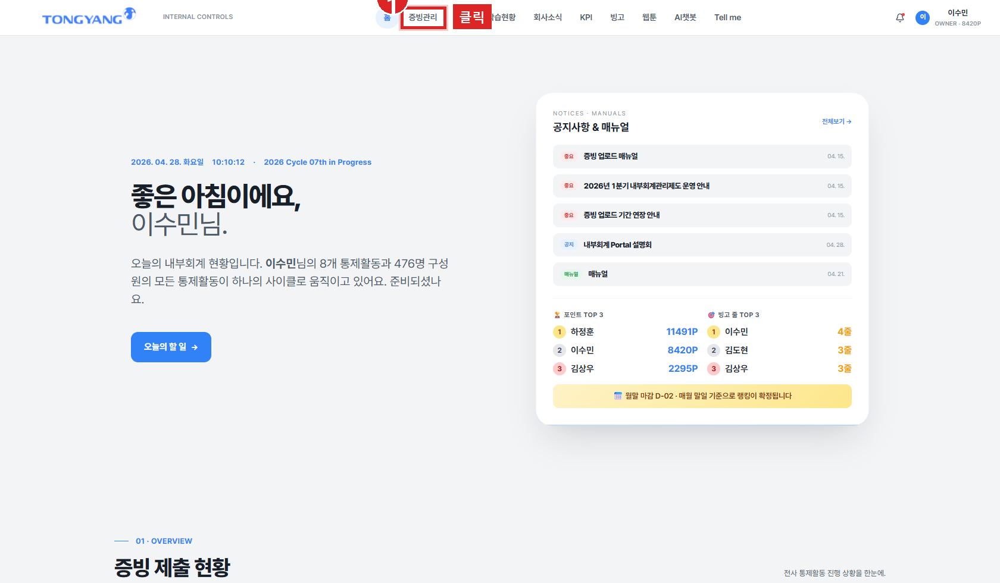 TONGYANG
INTERNAL CONTROLS
홈
증빙관리
클릭
학습현황
회사소식
KPI
빙고
웹툰
AI챗봇
Tell me
이
이수민
OWNER · 8420P
2026. 04. 28. 화요일 10:10:12 · 2026 Cycle 07th in Progress
좋은 아침이에요,
이수민님.
오늘의 내부회계 현황입니다. 이수민님의 8개 통제활동과 476명 구성
원의 모든 통제활동이 하나의 사이클로 움직이고 있어요. 준비되셨나
요.
오늘의 할 일 →
NOTICES · MANUALS
공지사항 & 매뉴얼
전체보기 →
중요 증빙 업로드 매뉴얼 04. 15.
중요 2026년 1분기 내부회계관리제도 운영 안내 04. 15.
중요 증빙 업로드 기간 연장 안내 04. 15.
공지 내부회계 Portal 설명회 04. 28.
매뉴얼 매뉴얼 04. 21.
포인트 TOP 3
1 하정훈 11491P
2 이수민 8420P
3 김상우 2295P
빙고 줄 TOP 3
1 이수민 4줄
2 김도현 3줄
3 김상우 3줄
월말 마감 D-02 · 매월 말일 기준으로 랭킹이 확정됩니다
01 · OVERVIEW
증빙 제출 현황
전사 통제활동 진행 상황을 한눈에.